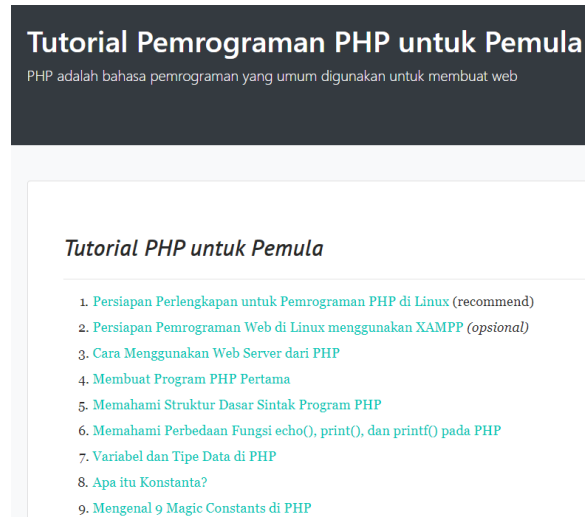 Tutorial Pemrograman PHP untuk Pemula
PHP adalah bahasa pemrograman yang umum digunakan untuk membuat web
Tutorial PHP untuk Pemula
1. Persiapan Perlengkapan untuk Pemrograman PHP di Linux (recommend)
2. Persiapan Pemrograman Web di Linux menggunakan XAMPP (opsional)
3. Cara Menggunakan Web Server dari PHP
4. Membuat Program PHP Pertama
5. Memahami Struktur Dasar Sintak Program PHP
6. Memahami Perbedaan Fungsi echo(), print(), dan printf() pada PHP
7. Variabel dan Tipe Data di PHP
8. Apa itu Konstanta?
9. Mengenal 9 Magic Constants di PHP